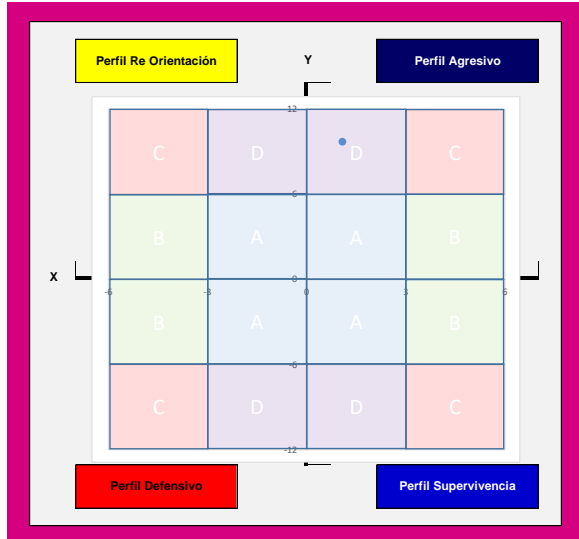 Perfil Re Orientación
Y
Perfil Agresivo
12
C D D C
6
B A A B
X
0
-6 -3 0 3 6
B A A B
-6
C D D C
-12
Perfil Defensivo
Perfil Supervivencia